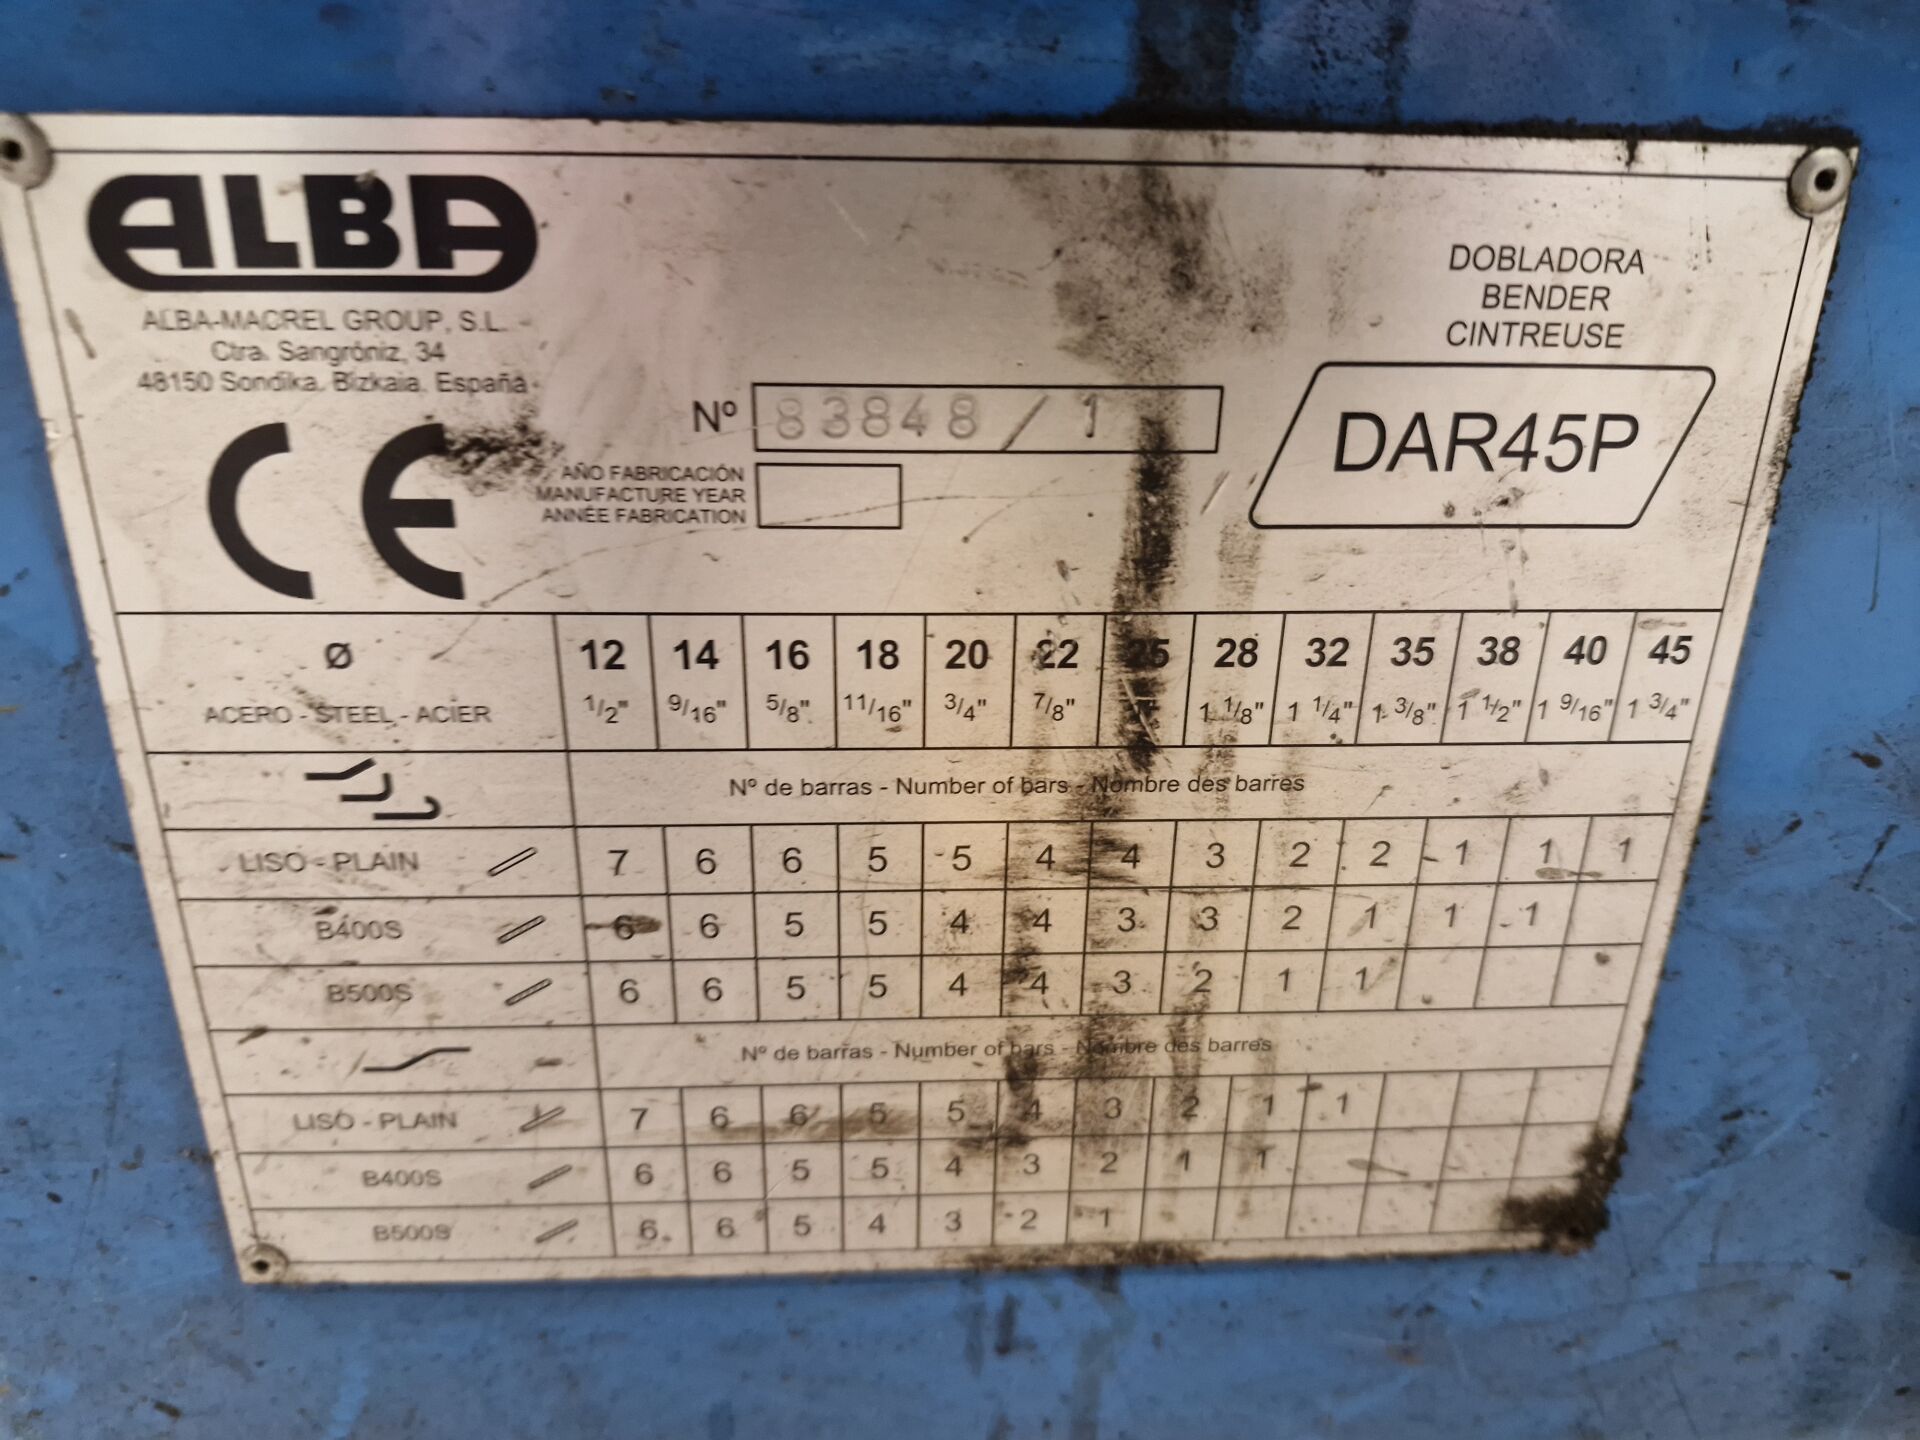 ALBA
ALBA-MACREL GROUP, S.L.
Ctra. Sangróniz, 34
48150 Sondika. Bizkaia. España
CE
Nº 83848/1
AÑO FABRICACIÓN
MANUFACTURE YEAR
ANNÉE FABRICATION
DOBLADORA
BENDER
CINTREUSE
DAR45P
Ø 12 14 16 18 20 22 25 28 32 35 38 40 45
ACERO - STEEL - ACIER 1/2" 9/16" 5/8" 11/16" 3/4" 7/8" 1 1/8" 1 1/4" 1 3/8" 1 1/2" 1 9/16" 1 3/4"
Nº de barras - Number of bars - Nombre des barres
LISO - PLAIN 7 6 6 5 5 4 4 3 2 2 1 1 1
B400S 6 6 5 5 4 4 3 3 2 1 1 1
B500S 6 6 5 5 4 4 3 2 1 1
Nº de barras - Number of bars - Nombre des barres
LISO - PLAIN 7 6 6 5 5 4 3 2 1 1
B400S 6 6 5 5 4 3 2 1 1
B500S 6 6 5 4 3 2 1